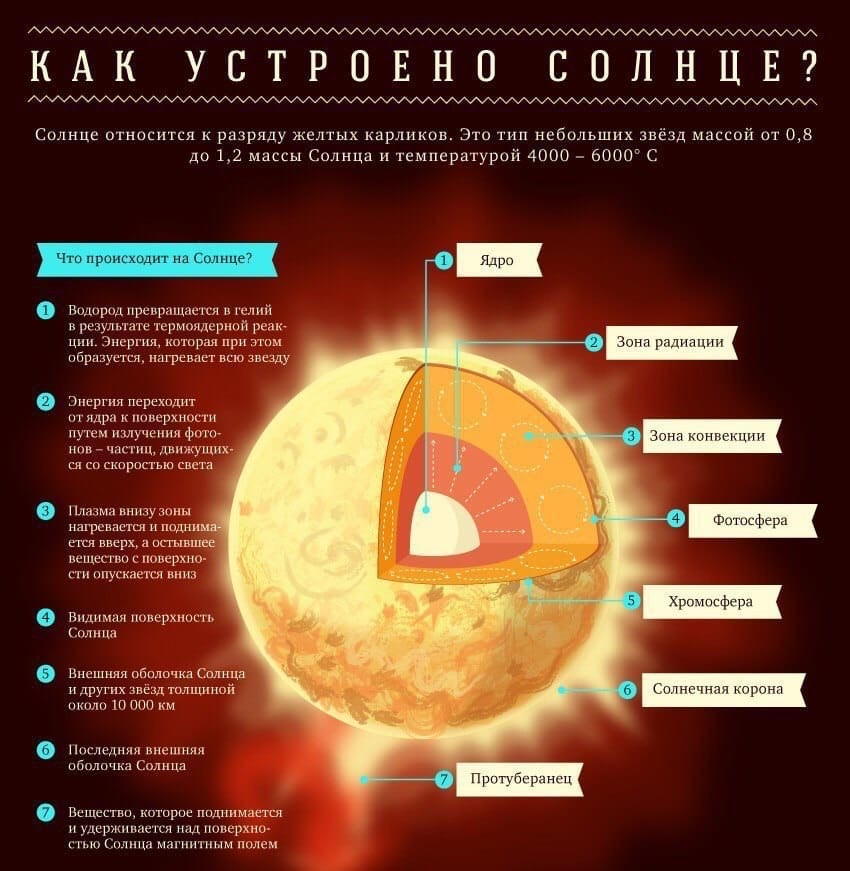 КАК УСТРОЕНО СОЛНЦЕ?
Солнце относится к разряду желтых карликов. Это тип небольших звёзд массой от 0,8
до 1,2 массы Солнца и температурой 4000 – 6000° С
Что происходит на Солнце?
1 Водород превращается в гелий
в результате термоядерной реак-
ции. Энергия, которая при этом
образуется, нагревает всю звезду
2 Энергия переходит
от ядра к поверхности
путем излучения фото-
нов – частиц, движущих-
ся со скоростью света
3 Плазма внизу зоны
нагревается и поднима-
ется вверх, а остывшее
вещество с поверхно-
сти опускается вниз
4 Видимая поверхность
Солнца
5 Внешняя оболочка Солнца
и других звёзд толщиной
около 10 000 км
6 Последняя внешняя
оболочка Солнца
7 Вещество, которое поднимается
и удерживается над поверхно-
стью Солнца магнитным полем
1 Ядро
2 Зона радиации
3 Зона конвекции
4 Фотосфера
5 Хромосфера
6 Солнечная корона
7 Протуберанец